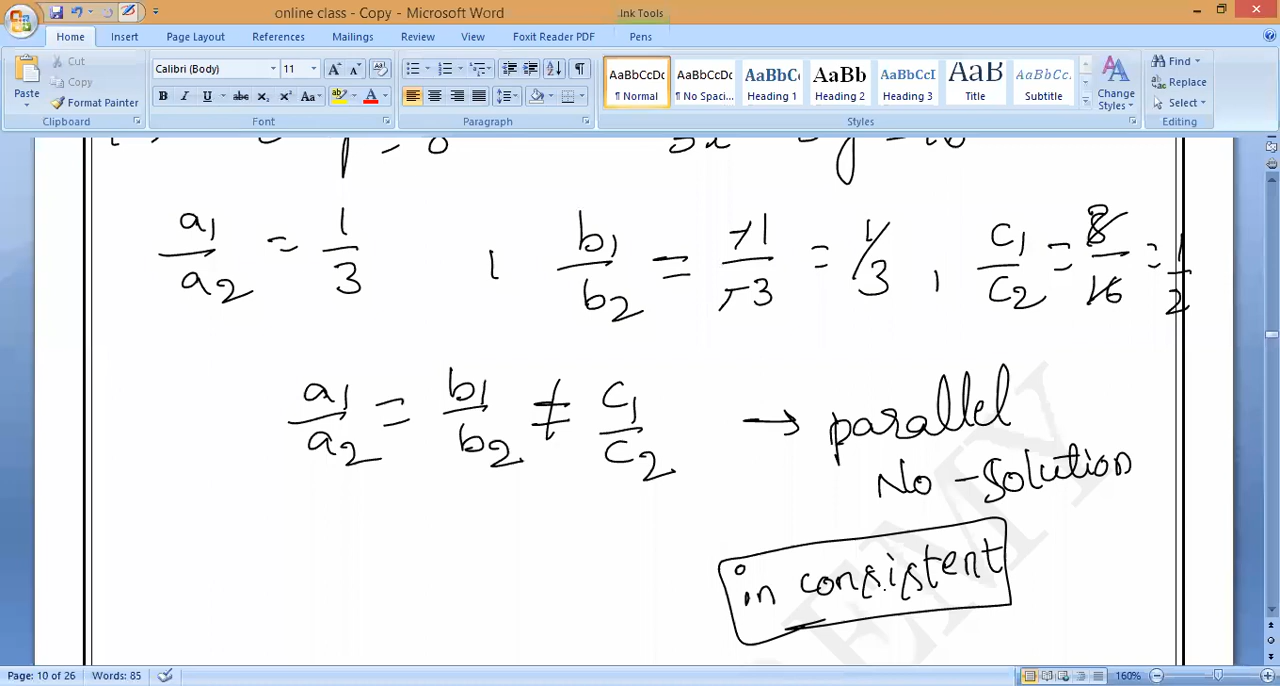 online class - Copy - Microsoft Word
Ink Tools
Home Insert Page Layout References Mailings Review View Foxit Reader PDF Pens
Paste
Cut
Copy
Format Painter
Clipboard
Calibri (Body) 11
Font
Paragraph
AaBbCcDc AaBbCcDc AaBbC AaBb AaBbCcI AaB AaBbCc.
¶ Normal ¶ No Spaci... Heading 1 Heading 2 Heading 3 Title Subtitle
Change Styles
Styles
Find
Replace
Select
Editing
a1/a2 = 1/3 , b1/b2 = -1/-3 = 1/3 , c1/c2 = 8/16 = 1/2
a1/a2 = b1/b2 ≠ c1/c2 → parallel
No-solution
in consistent
Page: 10 of 26 Words: 85 160%